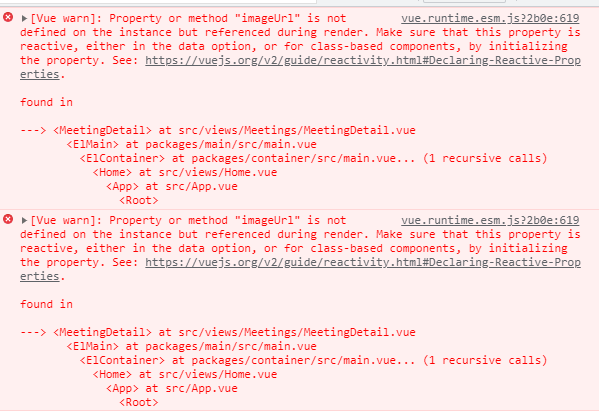 [Vue warn]: Property or method "imageUrl" is not vue.runtime.esm.js?2b0e:619
defined on the instance but referenced during render. Make sure that this property is
reactive, either in the data option, or for class-based components, by initializing
the property. See: https://vuejs.org/v2/guide/reactivity.html#Declaring-Reactive-Prop
erties.
found in
---> <MeetingDetail> at src/views/Meetings/MeetingDetail.vue
<ElMain> at packages/main/src/main.vue
<ElContainer> at packages/container/src/main.vue... (1 recursive calls)
<Home> at src/views/Home.vue
<App> at src/App.vue
<Root>
[Vue warn]: Property or method "imageUrl" is not vue.runtime.esm.js?2b0e:619
defined on the instance but referenced during render. Make sure that this property is
reactive, either in the data option, or for class-based components, by initializing
the property. See: https://vuejs.org/v2/guide/reactivity.html#Declaring-Reactive-Prop
erties.
found in
---> <MeetingDetail> at src/views/Meetings/MeetingDetail.vue
<ElMain> at packages/main/src/main.vue
<ElContainer> at packages/container/src/main.vue... (1 recursive calls)
<Home> at src/views/Home.vue
<App> at src/App.vue
<Root>